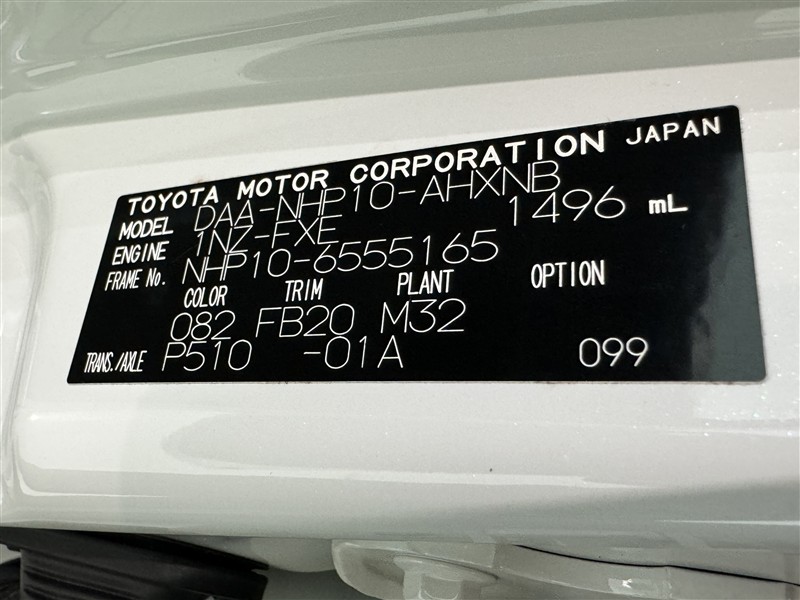 TOYOTA MOTOR CORPORATION JAPAN
MODEL DAA-NHP10-AHXNB
ENGINE 1NZ-FXE 1496 mL
FRAME No. NHP10-6555165
COLOR TRIM PLANT OPTION
082 FB20 M32
TRANS./AXLE P510 -01A 099